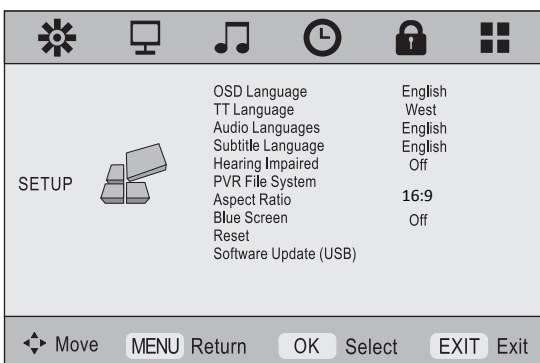 OSD Language English
TT Language West
Audio Languages English
Subtitle Language English
Hearing Impaired Off
SETUP
PVR File System
Aspect Ratio 16:9
Blue Screen Off
Reset
Software Update (USB)
Move MENU Return OK Select EXIT Exit